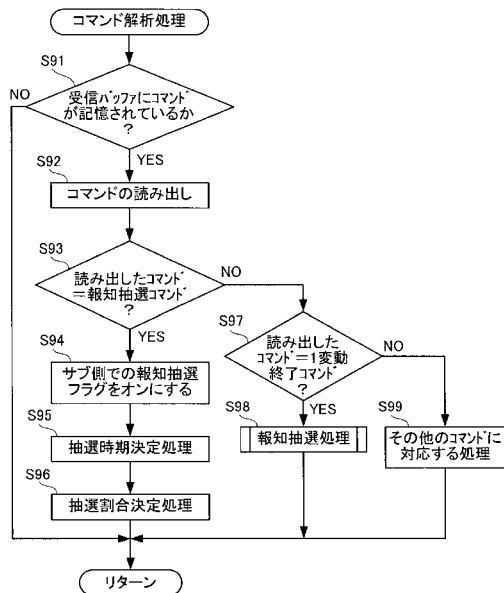 コマンド解析処理
S91
NO
受信バッファにコマンド
が記憶されているか
?
YES
S92
コマンドの読み出し
S93
NO
読み出したコマンド
=報知抽選コマンド
?
YES
S97
読み出した
コマンド=1変動
終了コマンド
?
NO
YES
S94
サブ側での報知抽選
フラグをオンにする
S98
報知抽選処理
S99
その他のコマンドに
対応する処理
S95
抽選時期決定処理
S96
抽選割合決定処理
リターン